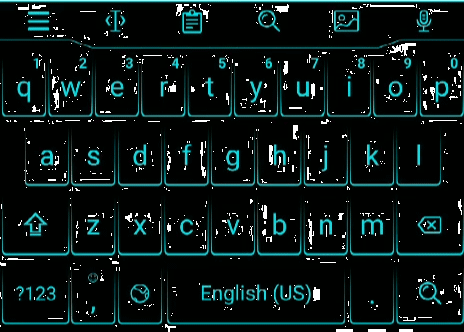 1 2 3 4 5 6 7 8 9 0
q w e r t y u i o p
a s d f g h j k l
z x c v b n m
?123 , English (US) .